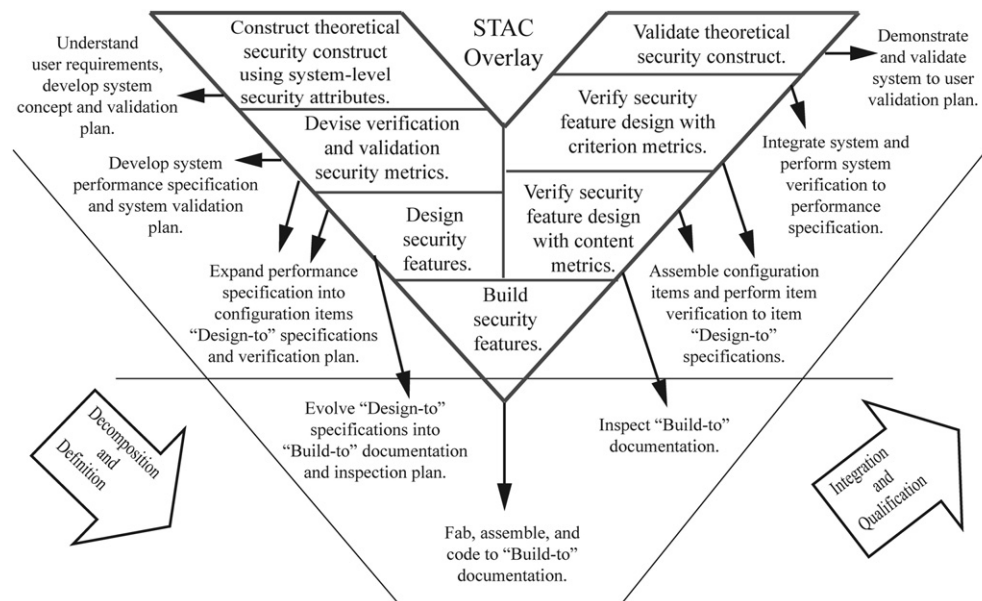 Construct theoretical
security construct
using system-level
security attributes.
STAC
Overlay
Validate theoretical
security construct.
Understand
user requirements,
develop system
concept and validation
plan.
Demonstrate
and validate
system to user
validation plan.
Devise verification
and validation
security metrics.
Verify security
feature design with
criterion metrics.
Develop system
performance specification
and system validation
plan.
Integrate system and
perform system
verification to
performance
specification.
Design
security
features.
Verify security
feature design
with content
metrics.
Expand performance
specification into
configuration items
“Design-to” specifications
and verification plan.
Build
security
features.
Assemble configuration
items and perform item
verification to item
“Design-to”
specifications.
Decomposition
and
Definition
Evolve “Design-to”
specifications into
“Build-to” documentation
and inspection plan.
Inspect “Build-to”
documentation.
Integration
and
Qualification
Fab, assemble, and
code to “Build-to”
documentation.